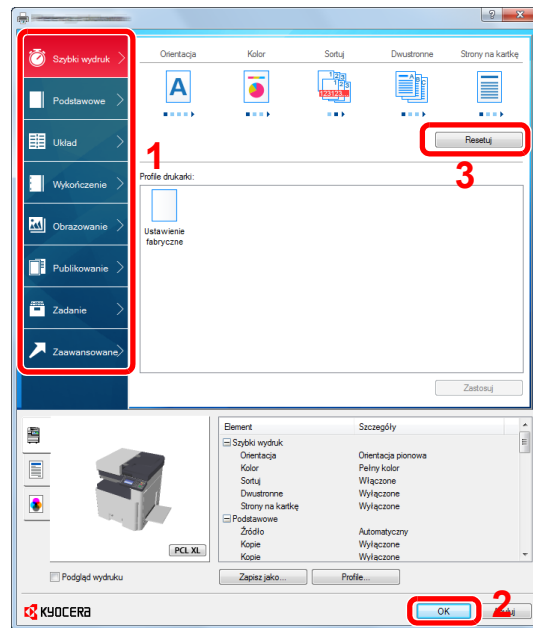 Szybki wydruk
Podstawowe
Układ
Wykończenie
Obrazowanie
Publikowanie
Zadanie
Zaawansowane
1
Orientacja Kolor Sortuj Dwustronne Strony na kartkę
A
123
123123...
Resetuj
3
Profile drukarki:
Ustawienie
fabryczne
Zastosuj
Element Szczegóły
Szybki wydruk
Orientacja Orientacja pionowa
Kolor Pełny kolor
Sortuj Włączone
Dwustronne Wyłączone
Strony na kartkę Wyłączone
Podstawowe
Źródło Automatyczny
Kopie Wyłączone
Kopie Wyłączone
PCL XL
Podgląd wydruku
Zapisz jako... Profile...
KYOCERA
OK
2